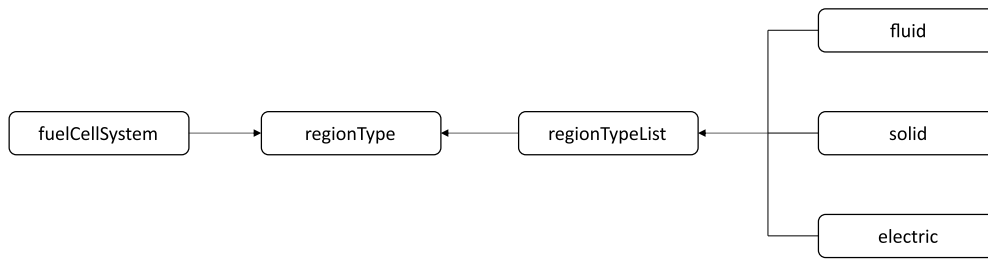 fluid
fuelCellSystem
regionType
regionTypeList
solid
electric